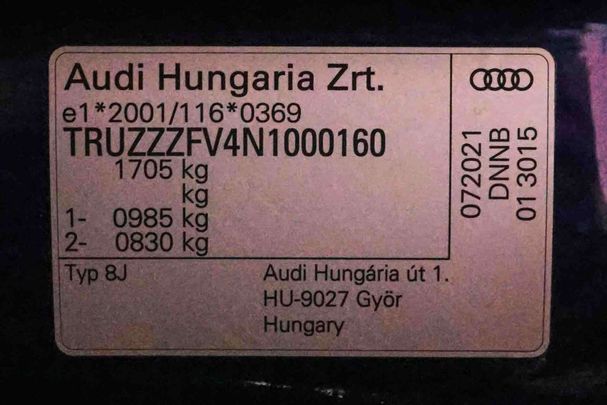 Audi Hungaria Zrt.
e1*2001/116*0369
TRUZZZFV4N1000160
1705 kg
kg
1- 0985 kg
2- 0830 kg
Typ 8J
Audi Hungária út 1.
HU-9027 Györ
Hungary
072021
DNNB
01 3015